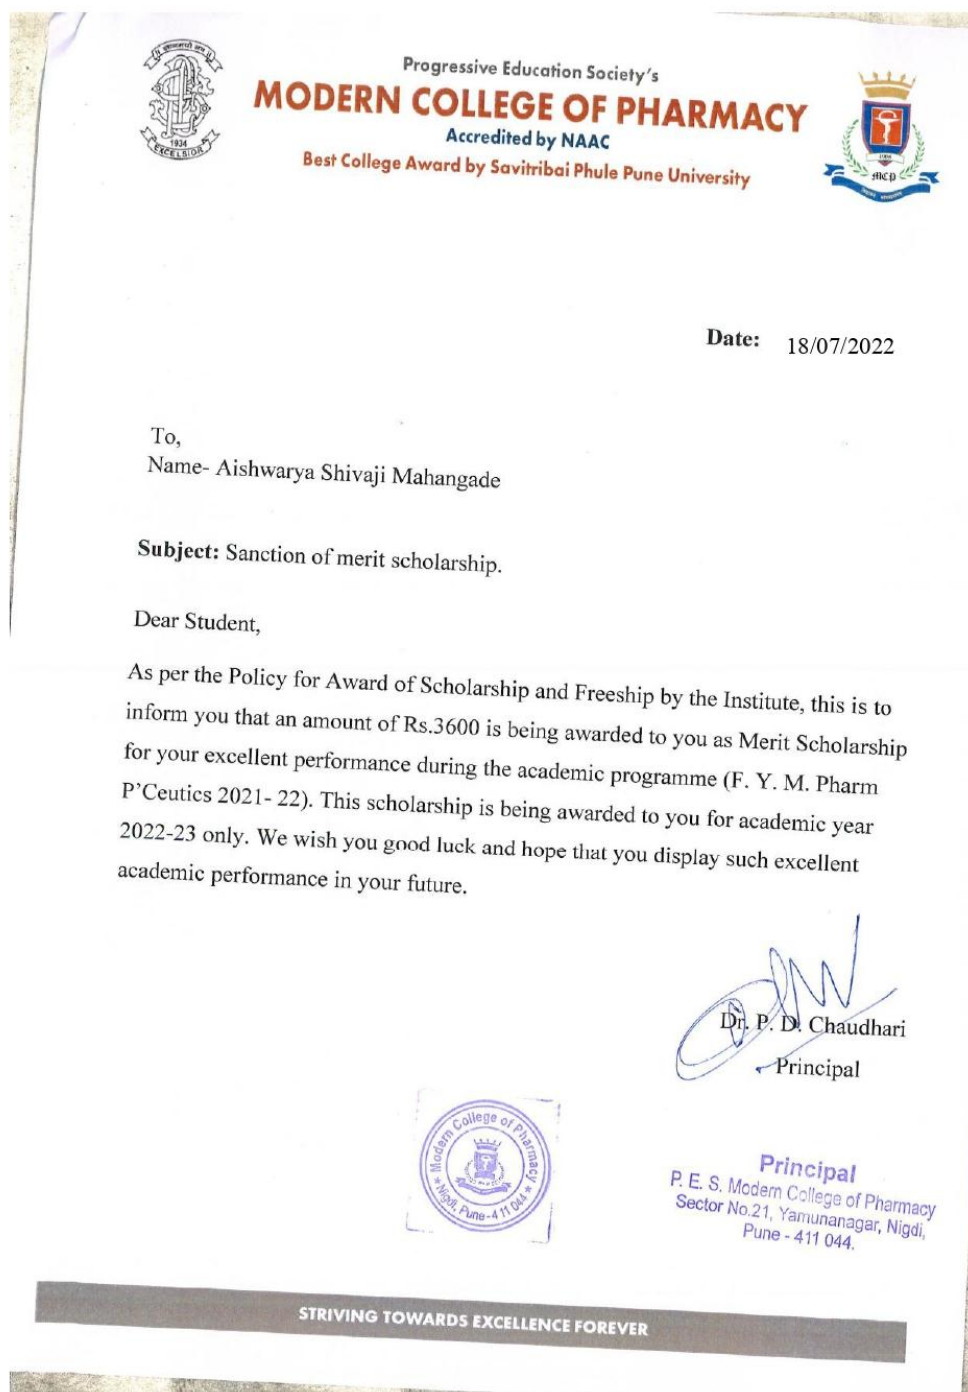 Progressive Education Society's
MODERN COLLEGE OF PHARMACY
Accredited by NAAC
Best College Award by Savitribai Phule Pune University
1934
EXCELSIOR
MCP
Date: 18/07/2022
To,
Name- Aishwarya Shivaji Mahangade
Subject: Sanction of merit scholarship.
Dear Student,
As per the Policy for Award of Scholarship and Freeship by the Institute, this is to
inform you that an amount of Rs.3600 is being awarded to you as Merit Scholarship
for your excellent performance during the academic programme (F. Y. M. Pharm
P'Ceutics 2021- 22). This scholarship is being awarded to you for academic year
2022-23 only. We wish you good luck and hope that you display such excellent
academic performance in your future.
Dr. P. D. Chaudhari
Principal
Modern College of Pharmacy
★ Nigdi, Pune-411 044 ★
Principal
P. E. S. Modern College of Pharmacy
Sector No.21, Yamunanagar, Nigdi,
Pune - 411 044.
STRIVING TOWARDS EXCELLENCE FOREVER